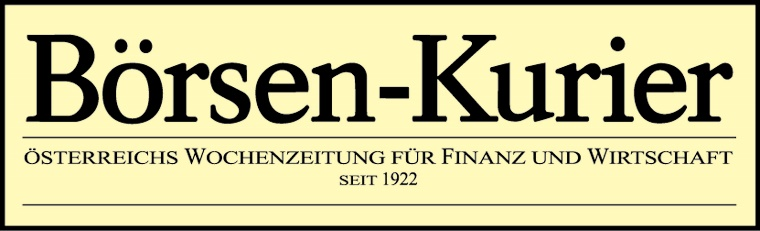 Börsen-Kurier
ÖSTERREICHS WOCHENZEITUNG FÜR FINANZ UND WIRTSCHAFT
SEIT 1922